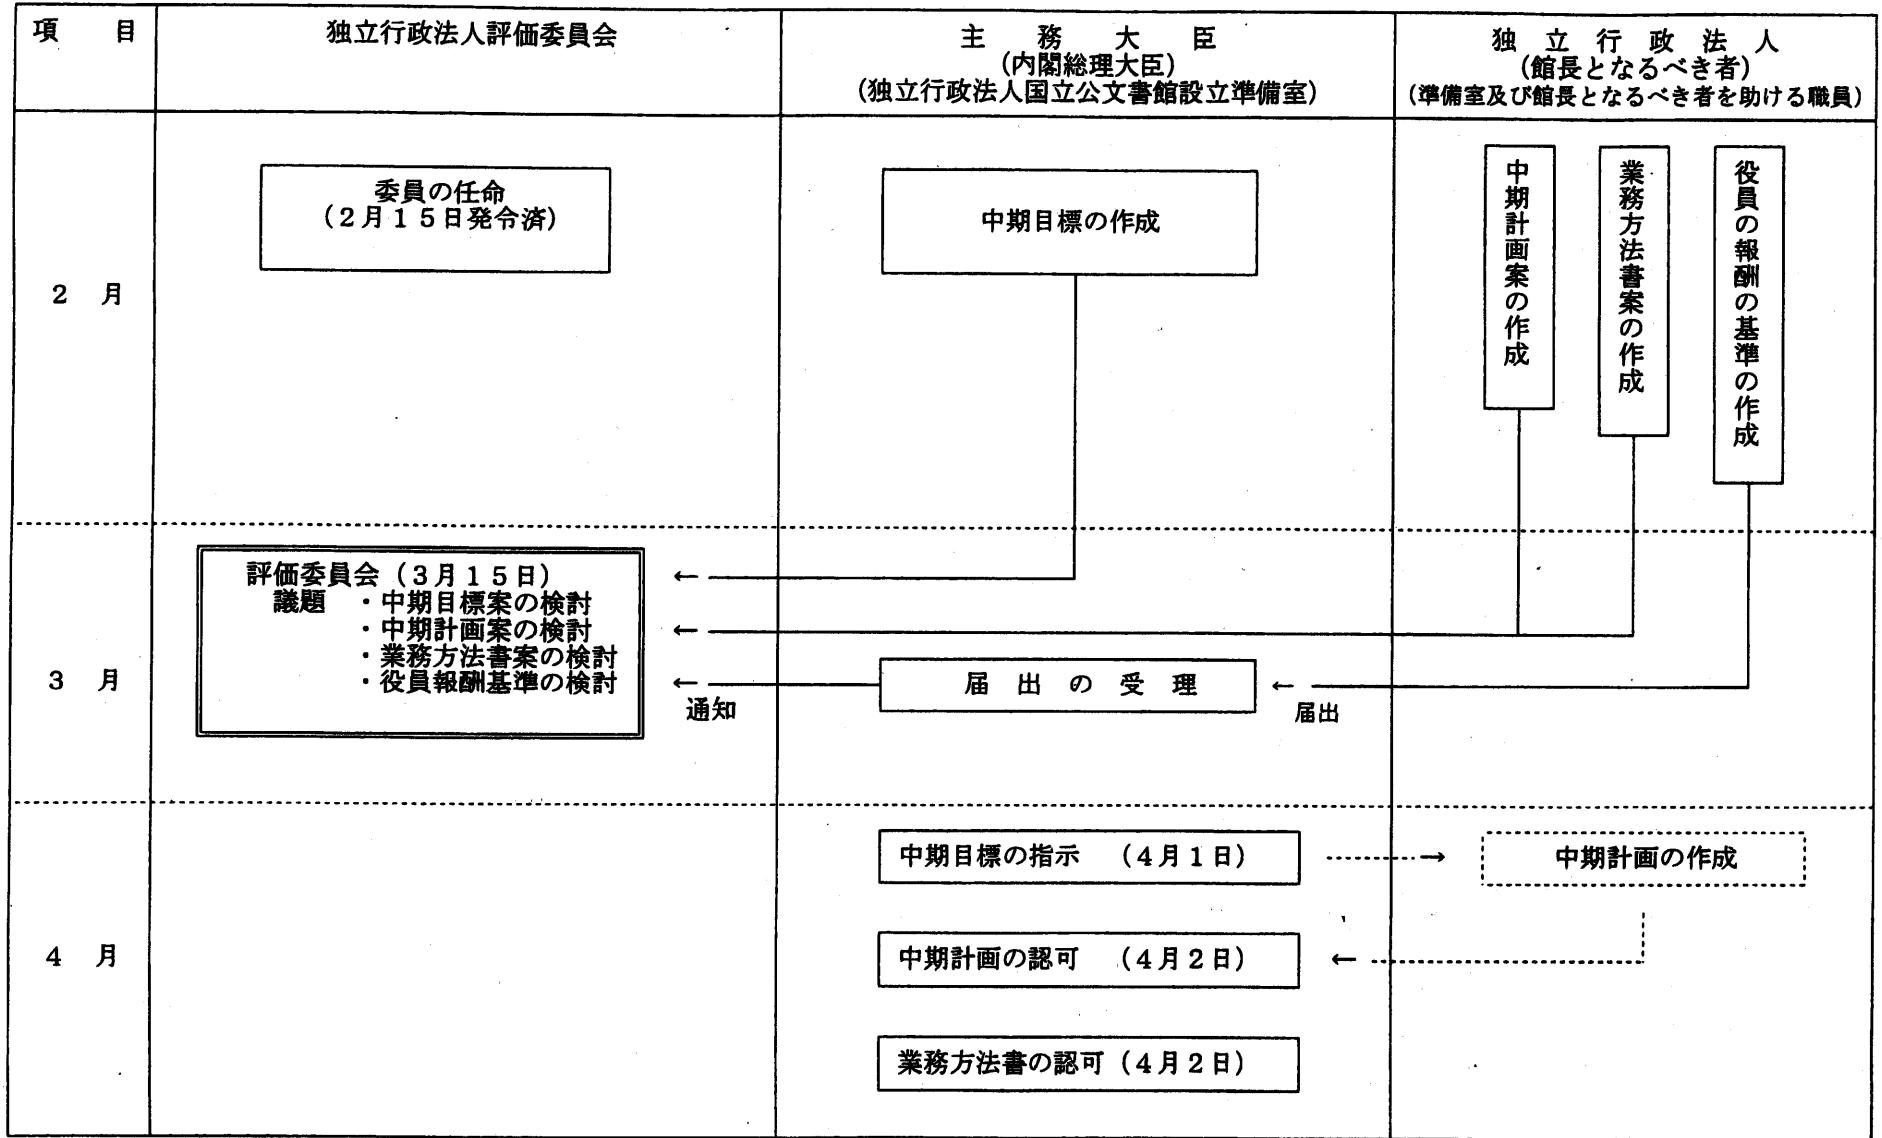 項　目
独立行政法人評価委員会
主　務　大　臣
（内閣総理大臣）
（独立行政法人国立公文書館設立準備室）
独　立　行　政　法　人
（館長となるべき者）
（準備室及び館長となるべき者を助ける職員）
２　月
委員の任命
（２月１５日発令済）
中期目標の作成
中期計画案の作成
業務方法書案の作成
役員の報酬の基準の作成
３　月
評価委員会（３月１５日）
議題　・中期目標案の検討
・中期計画案の検討
・業務方法書案の検討
・役員報酬基準の検討
←
←
←
通知
届　出　の　受　理
←
届出
４　月
中期目標の指示　（４月１日）
→
中期計画の作成
中期計画の認可　（４月２日）
←
業務方法書の認可（４月２日）